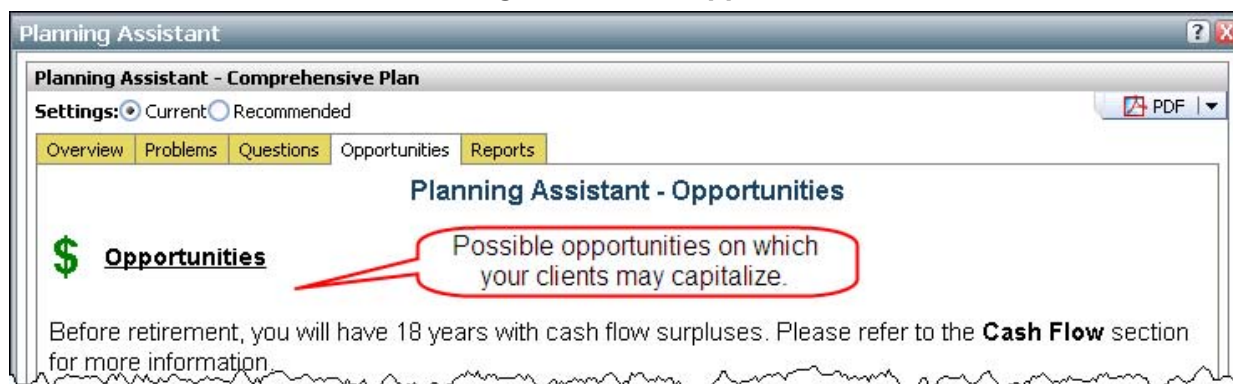 Planning Assistant
Planning Assistant - Comprehensive Plan
Settings: Current Recommended PDF
Overview Problems Questions Opportunities Reports
Planning Assistant - Opportunities
$ Opportunities
Possible opportunities on which
your clients may capitalize.
Before retirement, you will have 18 years with cash flow surpluses. Please refer to the Cash Flow section
for more information.